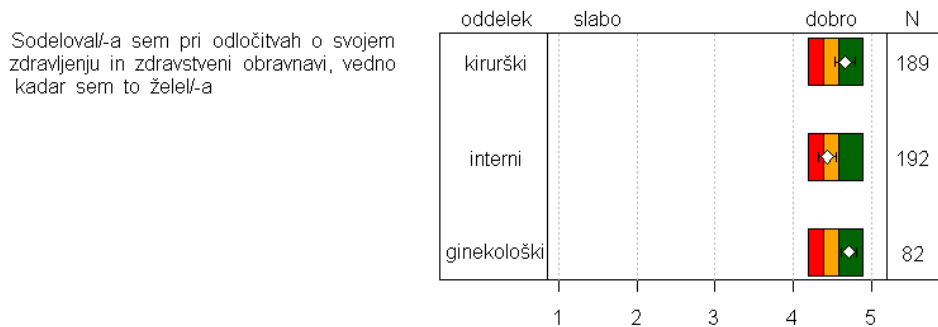 oddelek slabo dobro N
Sodeloval/-a sem pri odločitvah o svojem
zdravljenju in zdravstveni obravnavi, vedno
kadar sem to želel/-a
kirurški 189
interni 192
ginekološki 82
1 2 3 4 5